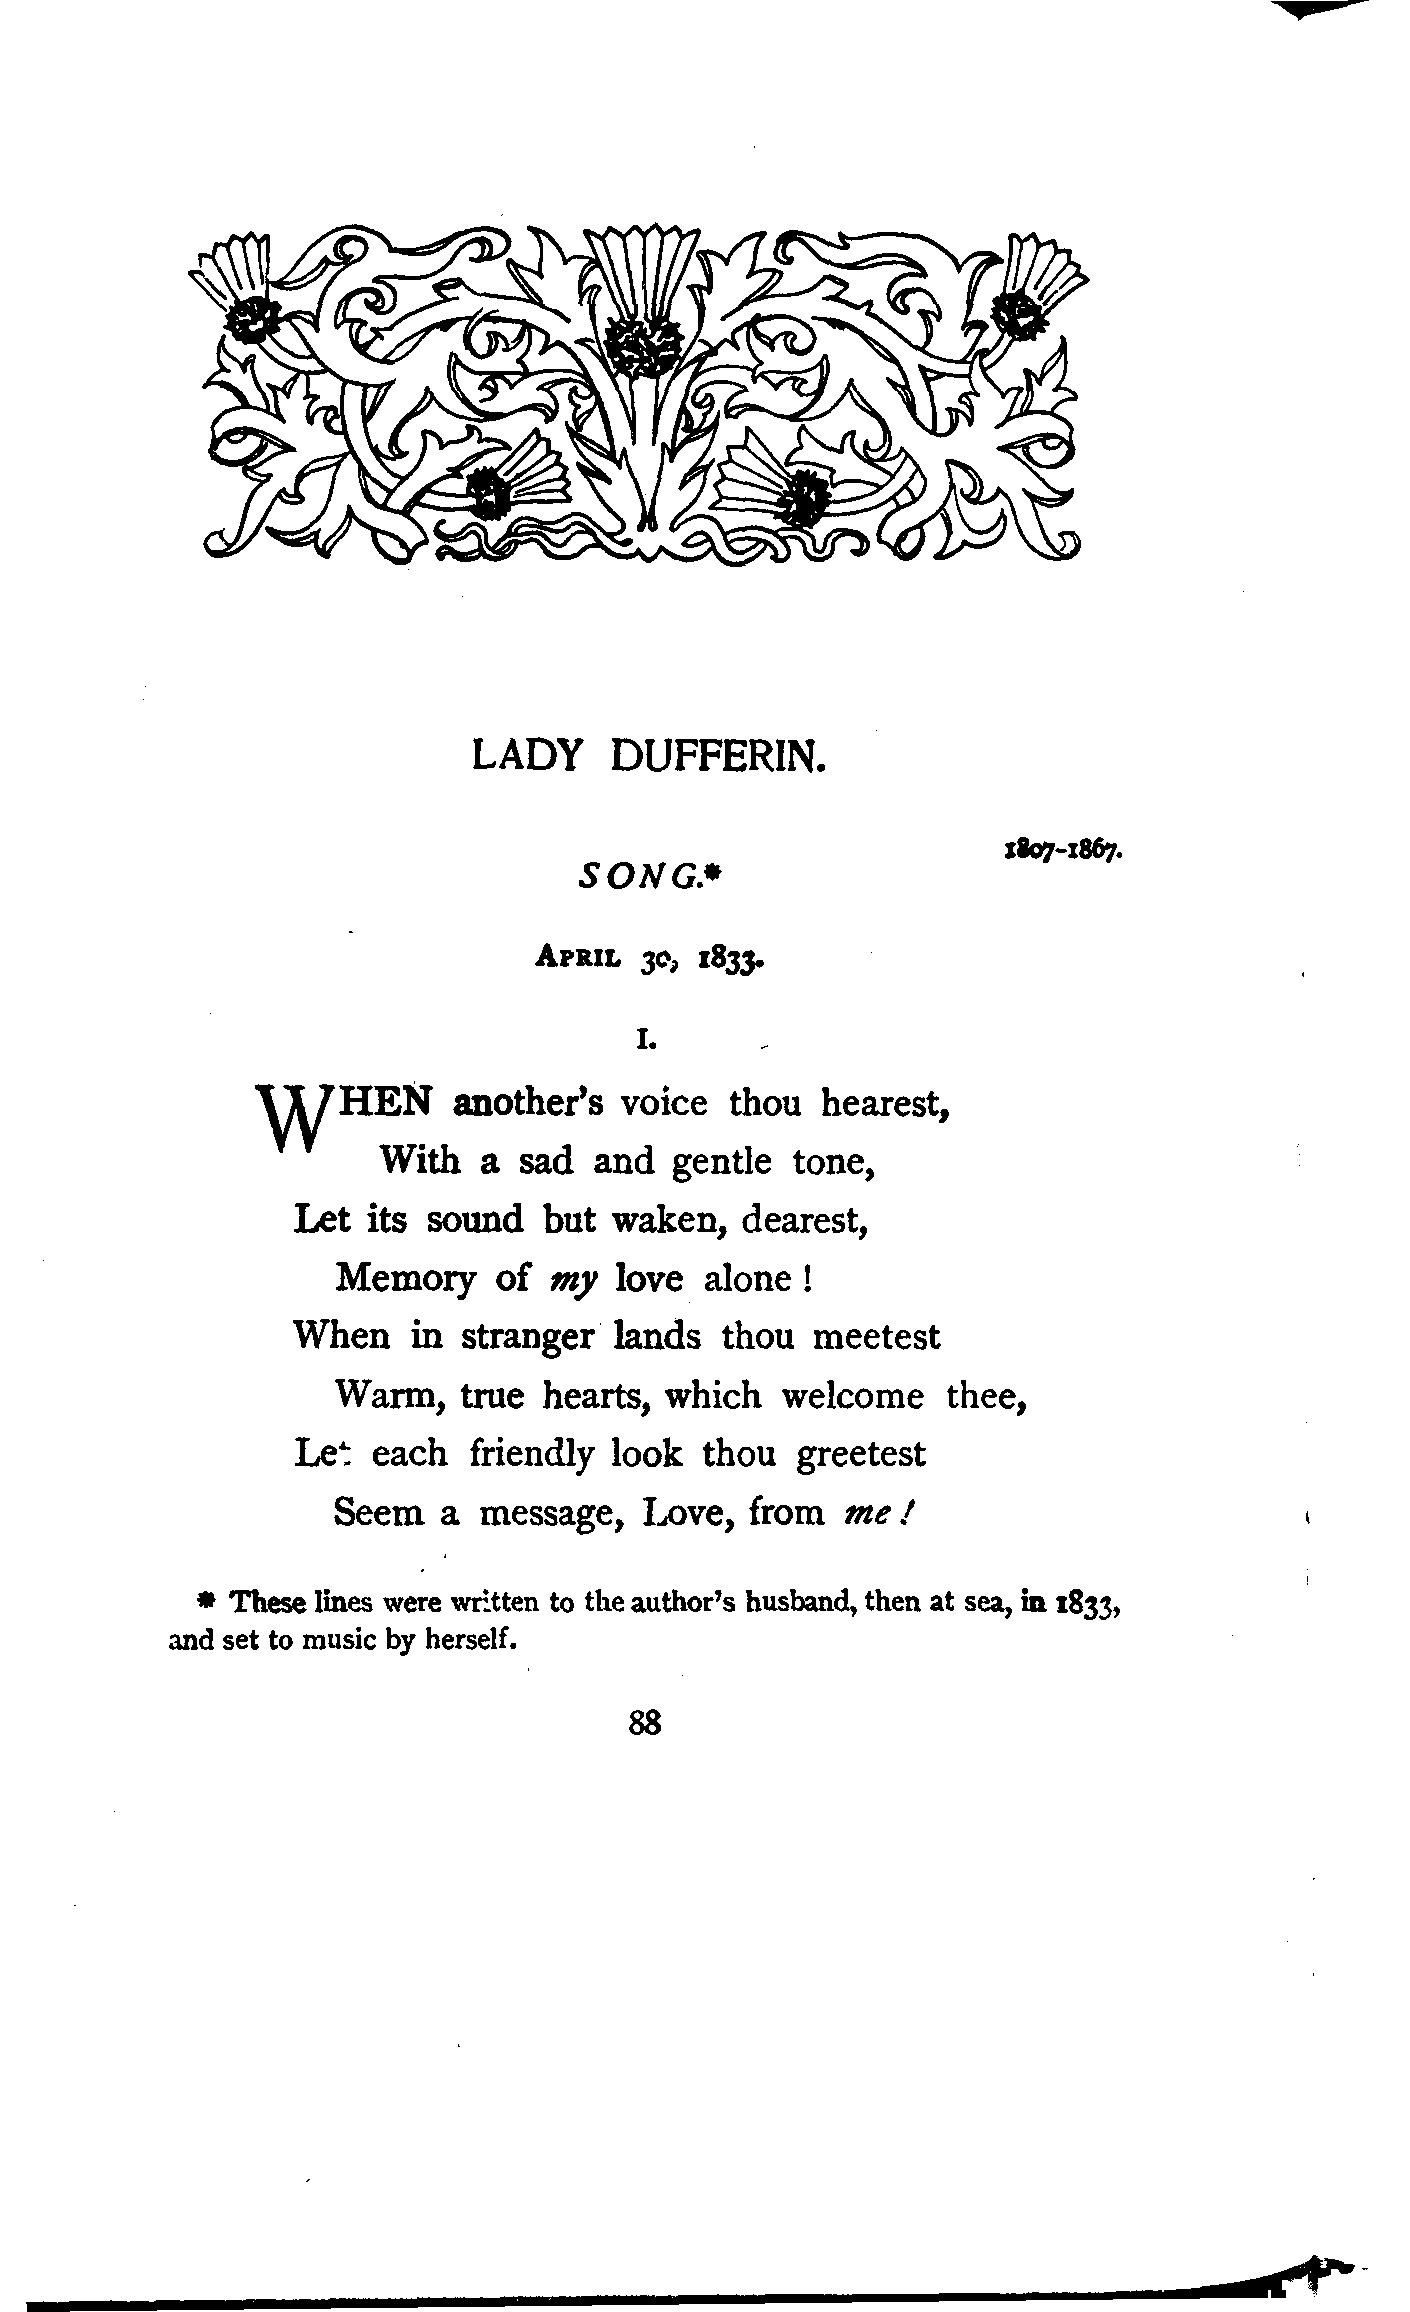 LADY DUFFERIN.
1807-1867.
SONG.*
APRIL 30, 1833.
I.
WHEN another's voice thou hearest,
With a sad and gentle tone,
Let its sound but waken, dearest,
Memory of my love alone !
When in stranger lands thou meetest
Warm, true hearts, which welcome thee,
Let each friendly look thou greetest
Seem a message, Love, from me !
* These lines were written to the author's husband, then at sea, in 1833,
and set to music by herself.
88